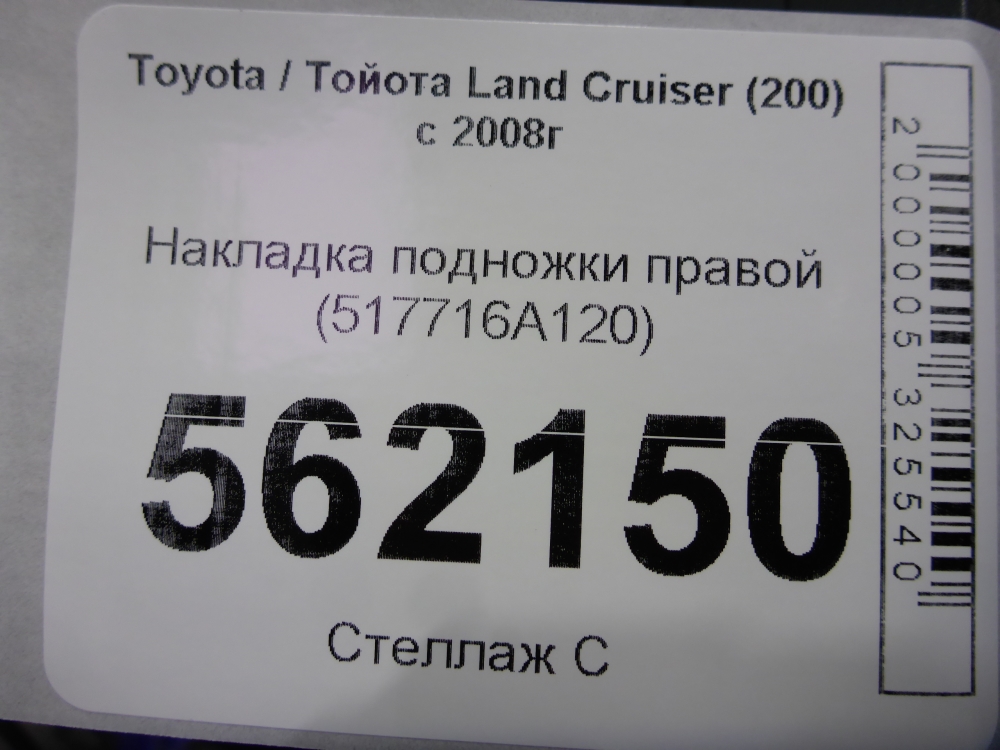 Toyota / Тойота Land Cruiser (200)
с 2008г
Накладка подножки правой
(517716A120)
562150
Стеллаж С
2000005325540